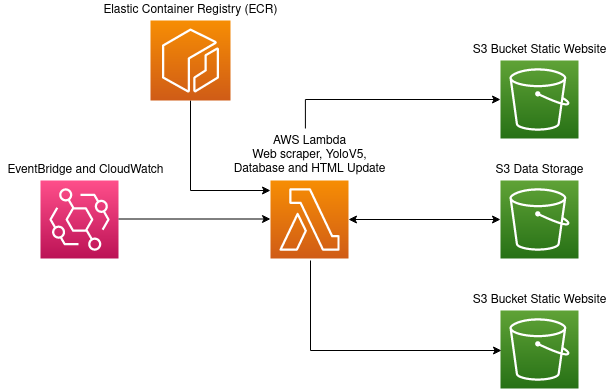 Elastic Container Registry (ECR)
S3 Bucket Static Website
AWS Lambda
Web scraper, YoloV5,
Database and HTML Update
EventBridge and CloudWatch
S3 Data Storage
S3 Bucket Static Website